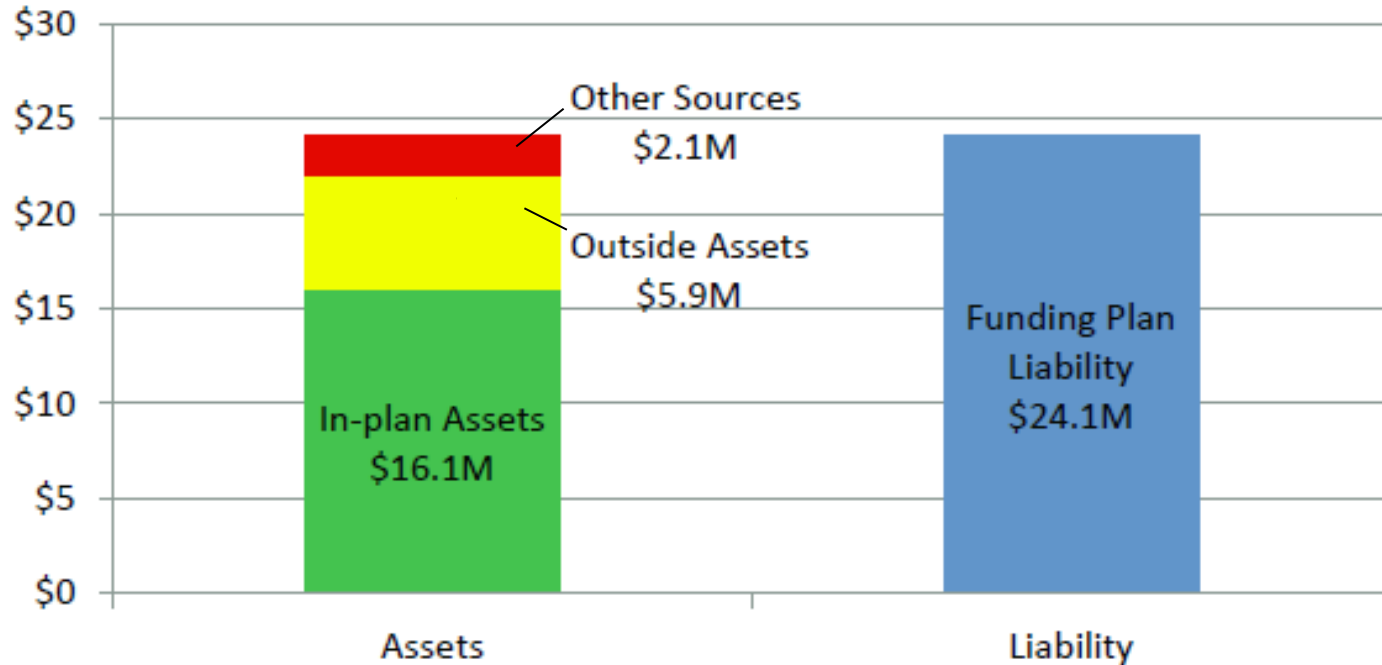 $30
$25
$20
$15
$10
$5
$0
Other Sources
$2.1M
Outside Assets
$5.9M
In-plan Assets
$16.1M
Funding Plan
Liability
$24.1M
Assets
Liability